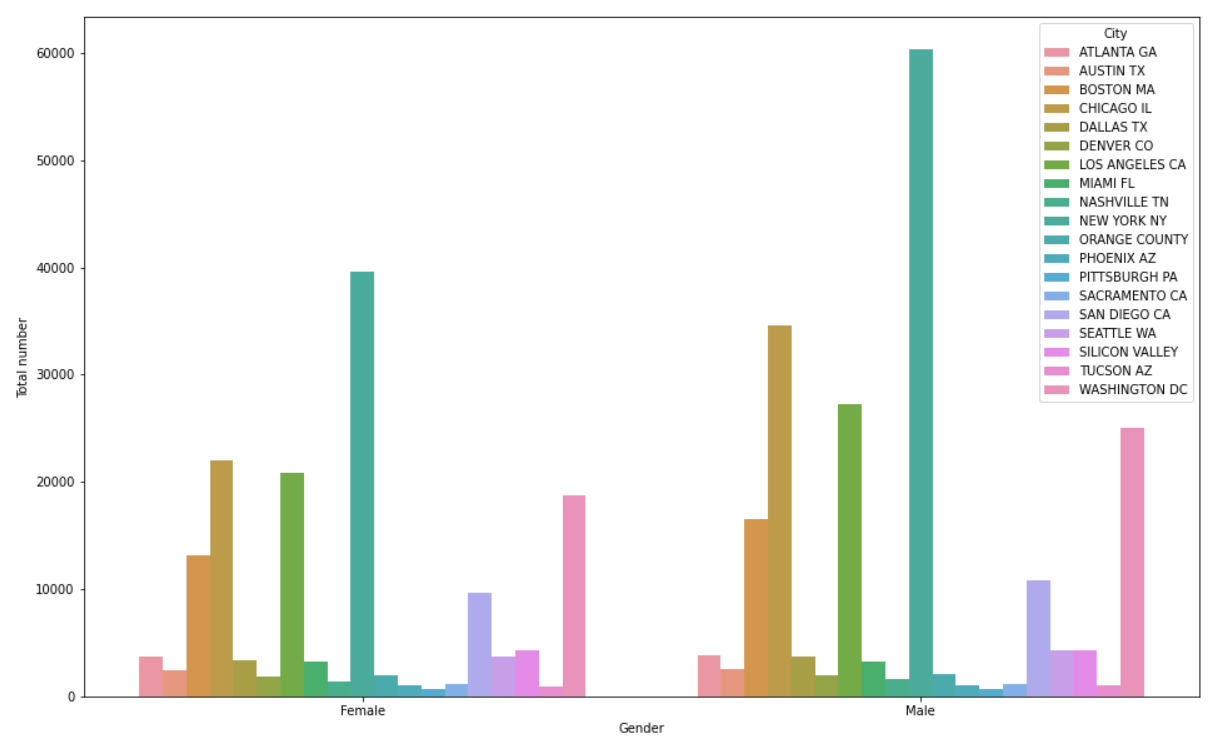 City
ATLANTA GA
AUSTIN TX
BOSTON MA
CHICAGO IL
DALLAS TX
DENVER CO
LOS ANGELES CA
MIAMI FL
NASHVILLE TN
NEW YORK NY
ORANGE COUNTY
PHOENIX AZ
PITTSBURGH PA
SACRAMENTO CA
SAN DIEGO CA
SEATTLE WA
SILICON VALLEY
TUCSON AZ
WASHINGTON DC
60000
50000
40000
30000
20000
10000
0
Total number
Female
Male
Gender